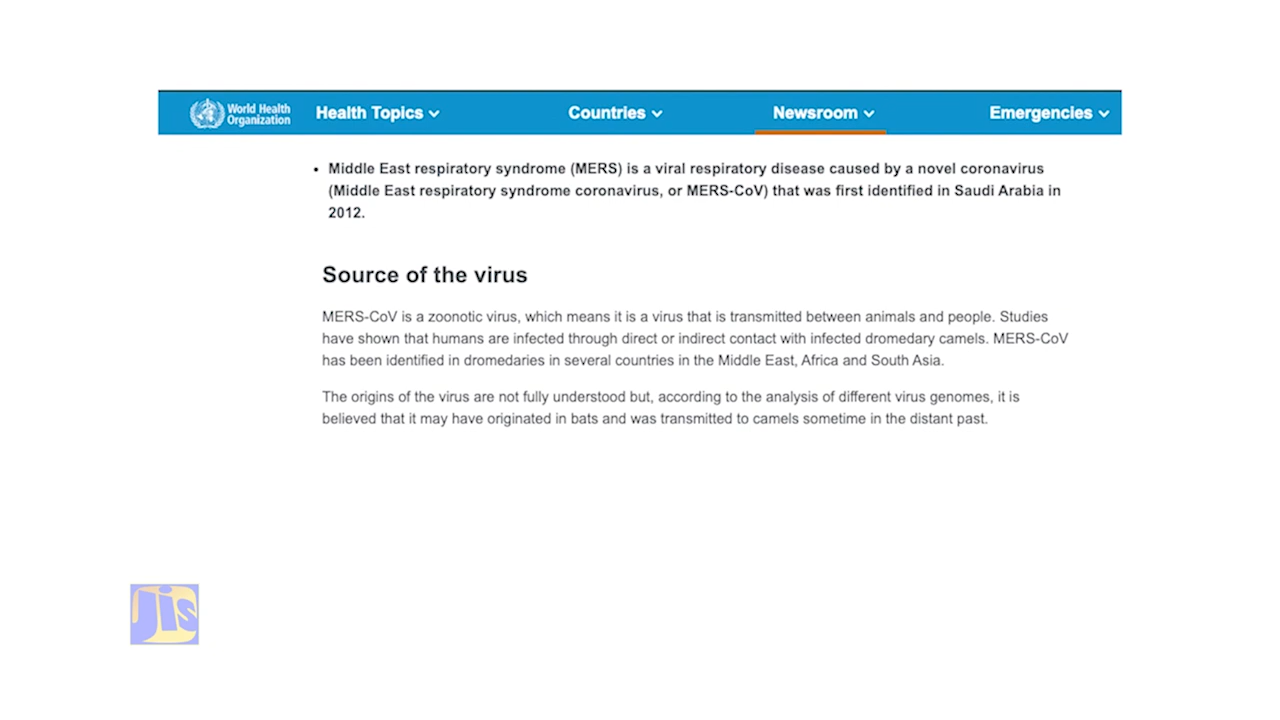 World Health
Organization
Health Topics
Countries
Newsroom
Emergencies
Middle East respiratory syndrome (MERS) is a viral respiratory disease caused by a novel coronavirus
(Middle East respiratory syndrome coronavirus, or MERS-CoV) that was first identified in Saudi Arabia in
2012.
Source of the virus
MERS-CoV is a zoonotic virus, which means it is a virus that is transmitted between animals and people. Studies
have shown that humans are infected through direct or indirect contact with infected dromedary camels. MERS-CoV
has been identified in dromedaries in several countries in the Middle East, Africa and South Asia.
The origins of the virus are not fully understood but, according to the analysis of different virus genomes, it is
believed that it may have originated in bats and was transmitted to camels sometime in the distant past.
Jis